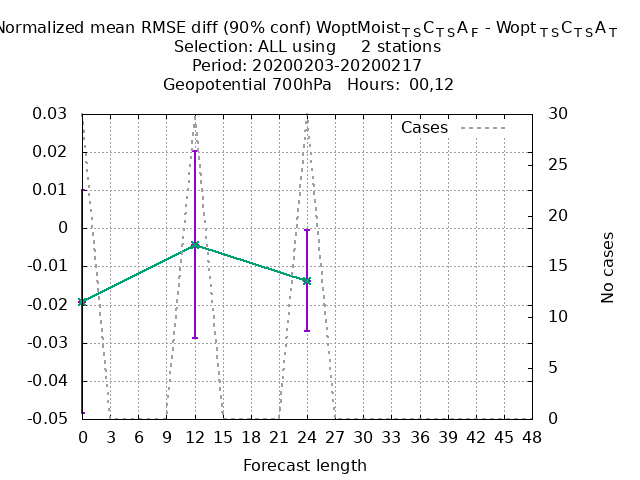 Normalized mean RMSE diff (90% conf) WoptMoist T S C T S A F - Wopt T S C T S A T
Selection: ALL using 2 stations
Period: 20200203-20200217
Geopotential 700hPa Hours: 00,12
0.03
0.02
0.01
0
-0.01
-0.02
-0.03
-0.04
-0.05
Cases
30
25
20
15
10
5
0
No cases
0 3 6 9 12 15 18 21 24 27 30 33 36 39 42 45 48
Forecast length